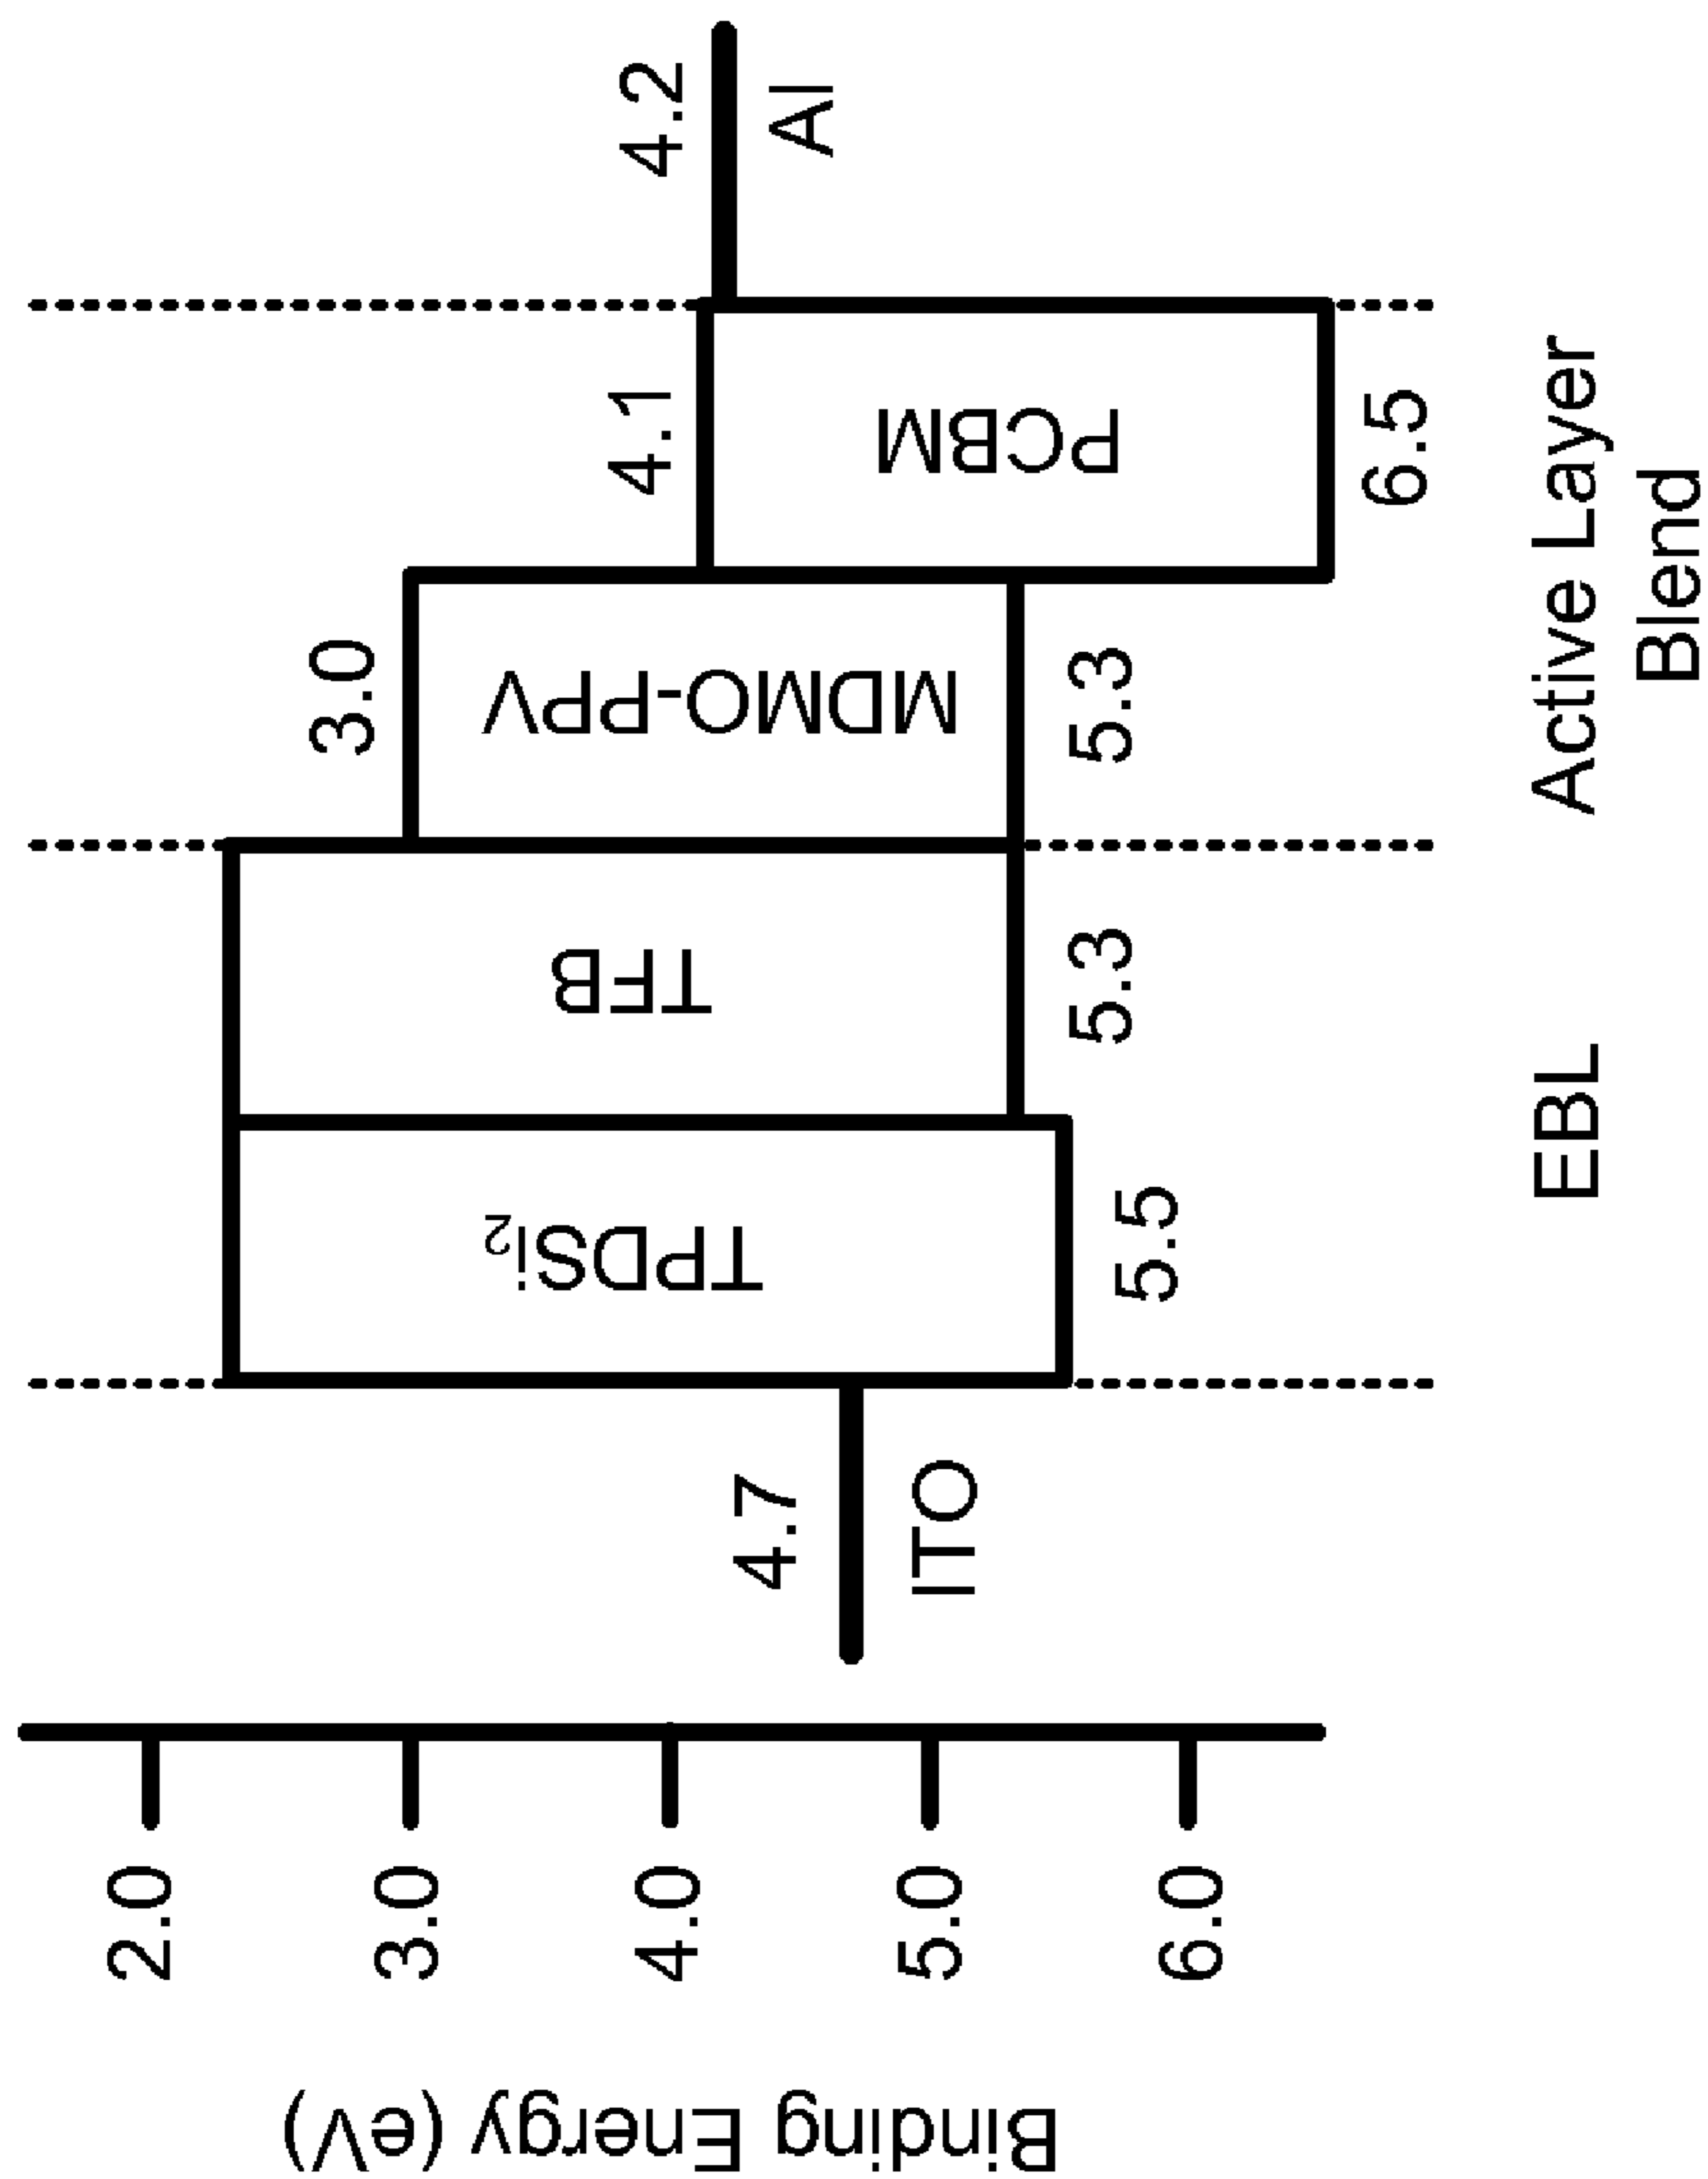 Binding Energy (eV)
2.0
3.0
4.0
5.0
6.0
4.7
ITO
TPDSi₂
5.5
TFB
5.3
EBL
3.0
MDMO-PPV
5.3
4.1
PCBM
6.5
Active Layer
Blend
4.2
Al